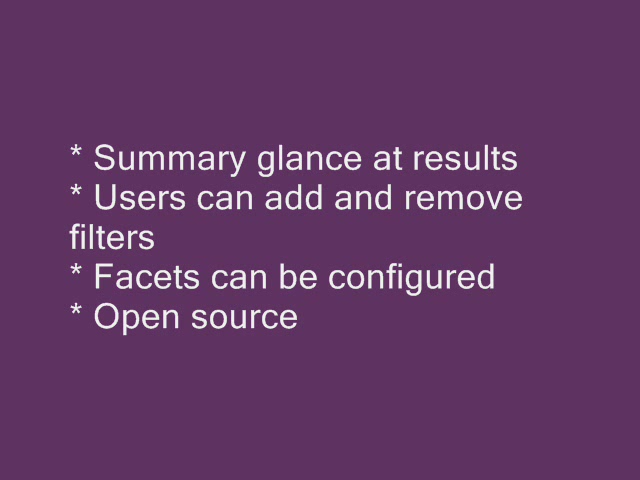 * Summary glance at results
* Users can add and remove
filters
* Facets can be configured
* Open source